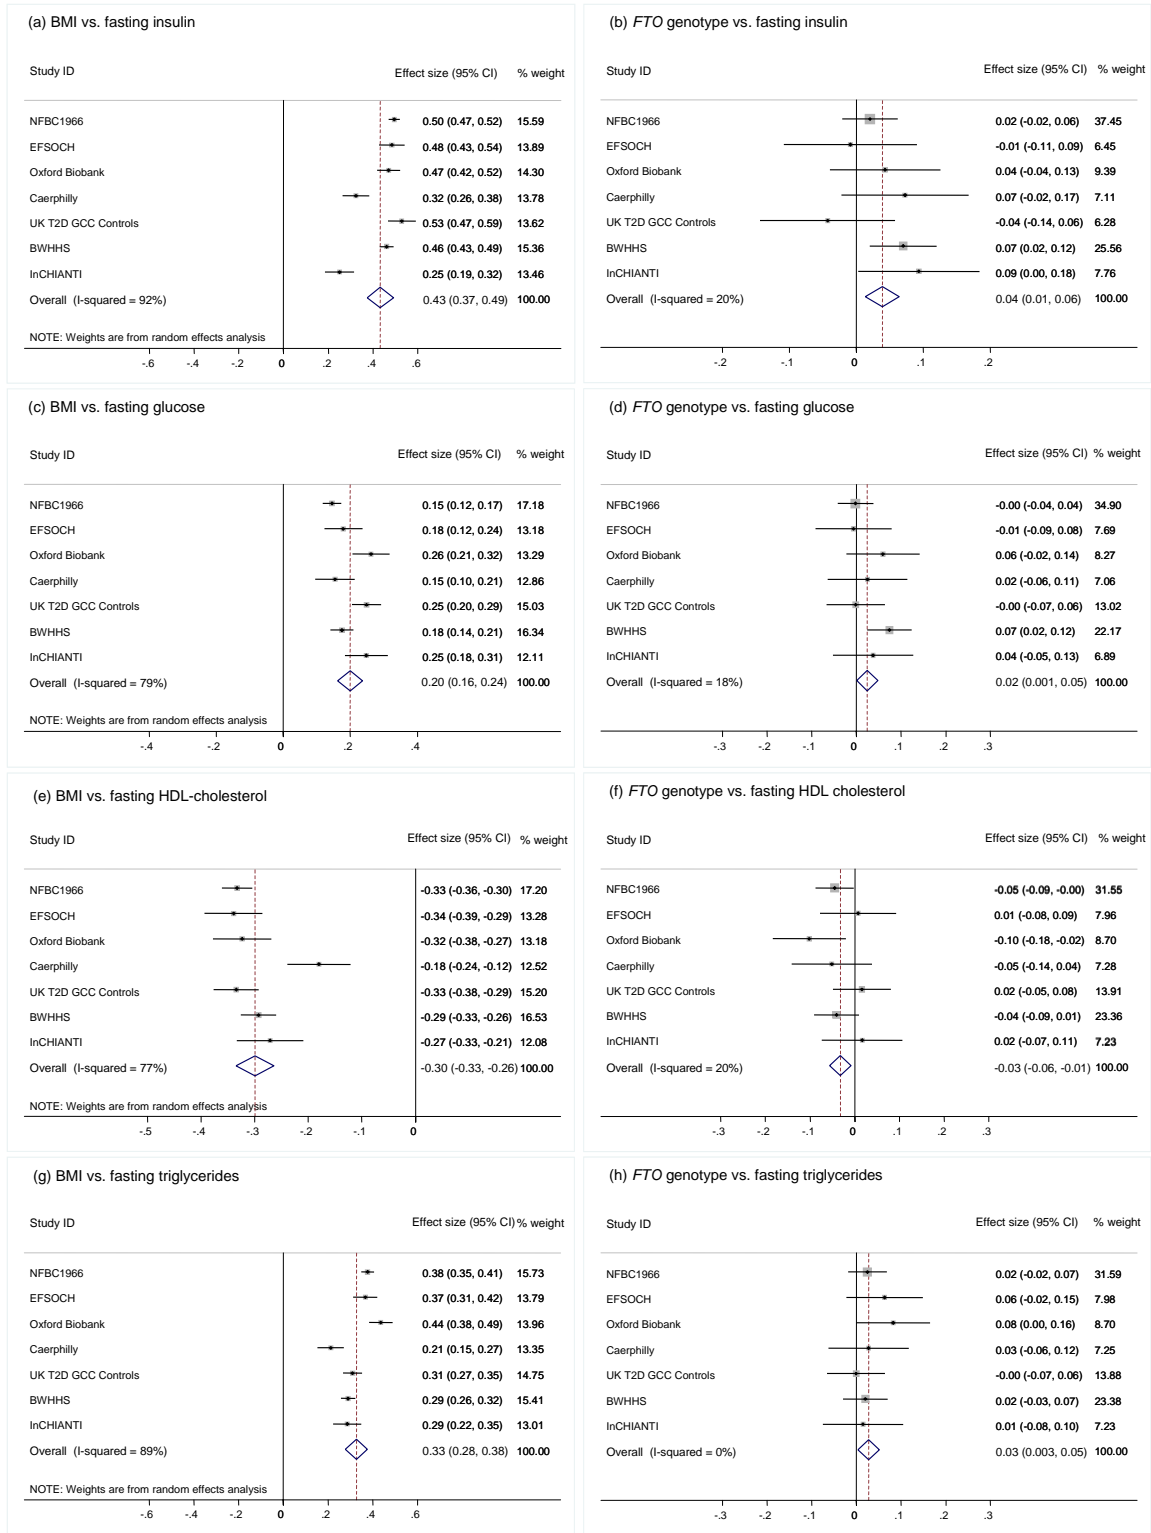 (a) BMI vs. fasting insulin
Study ID Effect size (95% CI) % weight
NFBC1966 0.50 (0.47, 0.52) 15.59
EFSOCH 0.48 (0.43, 0.54) 13.89
Oxford Biobank 0.47 (0.42, 0.52) 14.30
Caerphilly 0.32 (0.26, 0.38) 13.78
UK T2D GCC Controls 0.53 (0.47, 0.59) 13.62
BWHHS 0.46 (0.43, 0.49) 15.36
InCHIANTI 0.25 (0.19, 0.32) 13.46
Overall (I-squared = 92%) 0.43 (0.37, 0.49) 100.00
NOTE: Weights are from random effects analysis
-.6 -.4 -.2 0 .2 .4 .6
(b) FTO genotype vs. fasting insulin
Study ID Effect size (95% CI) % weight
NFBC1966 0.02 (-0.02, 0.06) 37.45
EFSOCH -0.01 (-0.11, 0.09) 6.45
Oxford Biobank 0.04 (-0.04, 0.13) 9.39
Caerphilly 0.07 (-0.02, 0.17) 7.11
UK T2D GCC Controls -0.04 (-0.14, 0.06) 6.28
BWHHS 0.07 (0.02, 0.12) 25.56
InCHIANTI 0.09 (0.00, 0.18) 7.76
Overall (I-squared = 20%) 0.04 (0.01, 0.06) 100.00
-.2 -.1 0 .1 .2
(c) BMI vs. fasting glucose
Study ID Effect size (95% CI) % weight
NFBC1966 0.15 (0.12, 0.17) 17.18
EFSOCH 0.18 (0.12, 0.24) 13.18
Oxford Biobank 0.26 (0.21, 0.32) 13.29
Caerphilly 0.15 (0.10, 0.21) 12.86
UK T2D GCC Controls 0.25 (0.20, 0.29) 15.03
BWHHS 0.18 (0.14, 0.21) 16.34
InCHIANTI 0.25 (0.18, 0.31) 12.11
Overall (I-squared = 79%) 0.20 (0.16, 0.24) 100.00
NOTE: Weights are from random effects analysis
-.4 -.2 0 .2 .4
(d) FTO genotype vs. fasting glucose
Study ID Effect size (95% CI) % weight
NFBC1966 -0.00 (-0.04, 0.04) 34.90
EFSOCH -0.01 (-0.09, 0.08) 7.69
Oxford Biobank 0.06 (-0.02, 0.14) 8.27
Caerphilly 0.02 (-0.06, 0.11) 7.06
UK T2D GCC Controls -0.00 (-0.07, 0.06) 13.02
BWHHS 0.07 (0.02, 0.12) 22.17
InCHIANTI 0.04 (-0.05, 0.13) 6.89
Overall (I-squared = 18%) 0.02 (0.001, 0.05) 100.00
-.3 -.2 -.1 0 .1 .2 .3
(e) BMI vs. fasting HDL-cholesterol
Study ID Effect size (95% CI) % weight
NFBC1966 -0.33 (-0.36, -0.30) 17.20
EFSOCH -0.34 (-0.39, -0.29) 13.28
Oxford Biobank -0.32 (-0.38, -0.27) 13.18
Caerphilly -0.18 (-0.24, -0.12) 12.52
UK T2D GCC Controls -0.33 (-0.38, -0.29) 15.20
BWHHS -0.29 (-0.33, -0.26) 16.53
InCHIANTI -0.27 (-0.33, -0.21) 12.08
Overall (I-squared = 77%) -0.30 (-0.33, -0.26) 100.00
NOTE: Weights are from random effects analysis
-.5 -.4 -.3 -.2 -.1 0
(f) FTO genotype vs. fasting HDL cholesterol
Study ID Effect size (95% CI) % weight
NFBC1966 -0.05 (-0.09, -0.00) 31.55
EFSOCH 0.01 (-0.08, 0.09) 7.96
Oxford Biobank -0.10 (-0.18, -0.02) 8.70
Caerphilly -0.05 (-0.14, 0.04) 7.28
UK T2D GCC Controls 0.02 (-0.05, 0.08) 13.91
BWHHS -0.04 (-0.09, 0.01) 23.36
InCHIANTI 0.02 (-0.07, 0.11) 7.23
Overall (I-squared = 20%) -0.03 (-0.06, -0.01) 100.00
-.3 -.2 -.1 0 .1 .2 .3
(g) BMI vs. fasting triglycerides
Study ID Effect size (95% CI) % weight
NFBC1966 0.38 (0.35, 0.41) 15.73
EFSOCH 0.37 (0.31, 0.42) 13.79
Oxford Biobank 0.44 (0.38, 0.49) 13.96
Caerphilly 0.21 (0.15, 0.27) 13.35
UK T2D GCC Controls 0.31 (0.27, 0.35) 14.75
BWHHS 0.29 (0.26, 0.32) 15.41
InCHIANTI 0.29 (0.22, 0.35) 13.01
Overall (I-squared = 89%) 0.33 (0.28, 0.38) 100.00
NOTE: Weights are from random effects analysis
-.6 -.4 -.2 0 .2 .4 .6
(h) FTO genotype vs. fasting triglycerides
Study ID Effect size (95% CI) % weight
NFBC1966 0.02 (-0.02, 0.07) 31.59
EFSOCH 0.06 (-0.02, 0.15) 7.98
Oxford Biobank 0.08 (0.00, 0.16) 8.70
Caerphilly 0.03 (-0.06, 0.12) 7.25
UK T2D GCC Controls -0.00 (-0.07, 0.06) 13.88
BWHHS 0.02 (-0.03, 0.07) 23.38
InCHIANTI 0.01 (-0.08, 0.10) 7.23
Overall (I-squared = 0%) 0.03 (0.003, 0.05) 100.00
-.3 -.2 -.1 0 .1 .2 .3